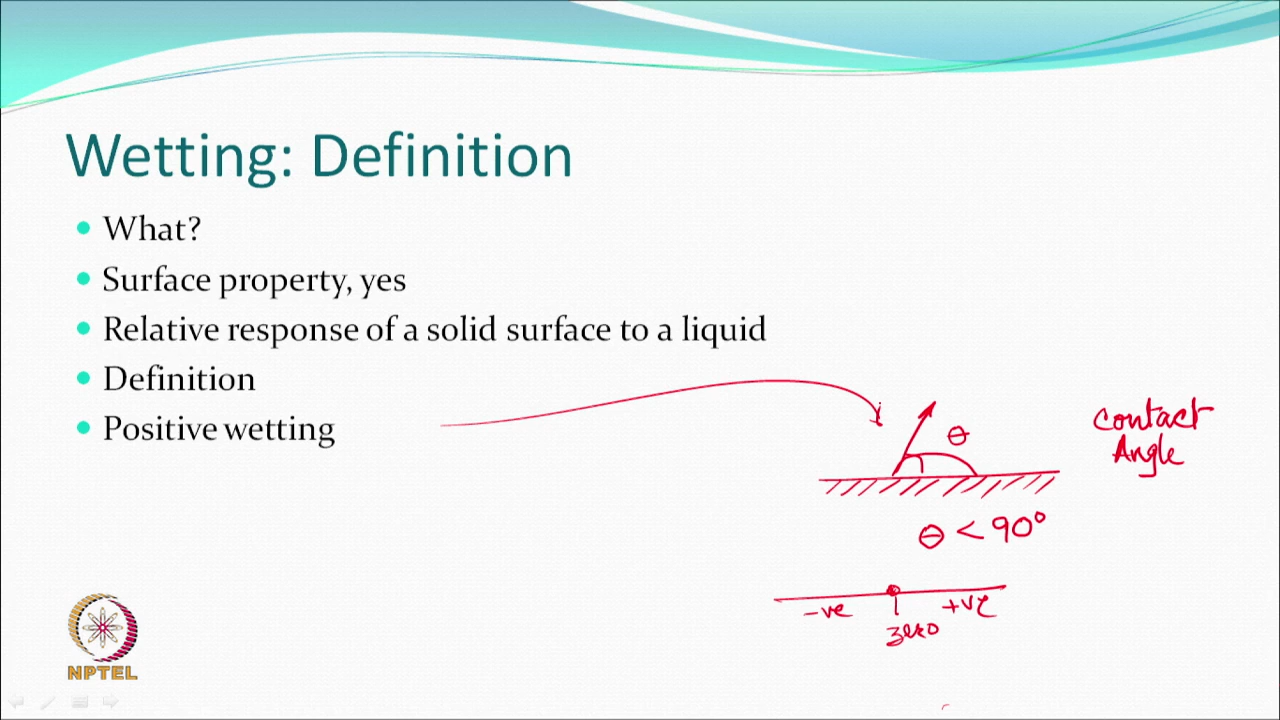 Wetting: Definition
What?
Surface property, yes
Relative response of a solid surface to a liquid
Definition
Positive wetting
θ
contact
Angle
θ < 90°
-ve
+ve
zero
NPTEL